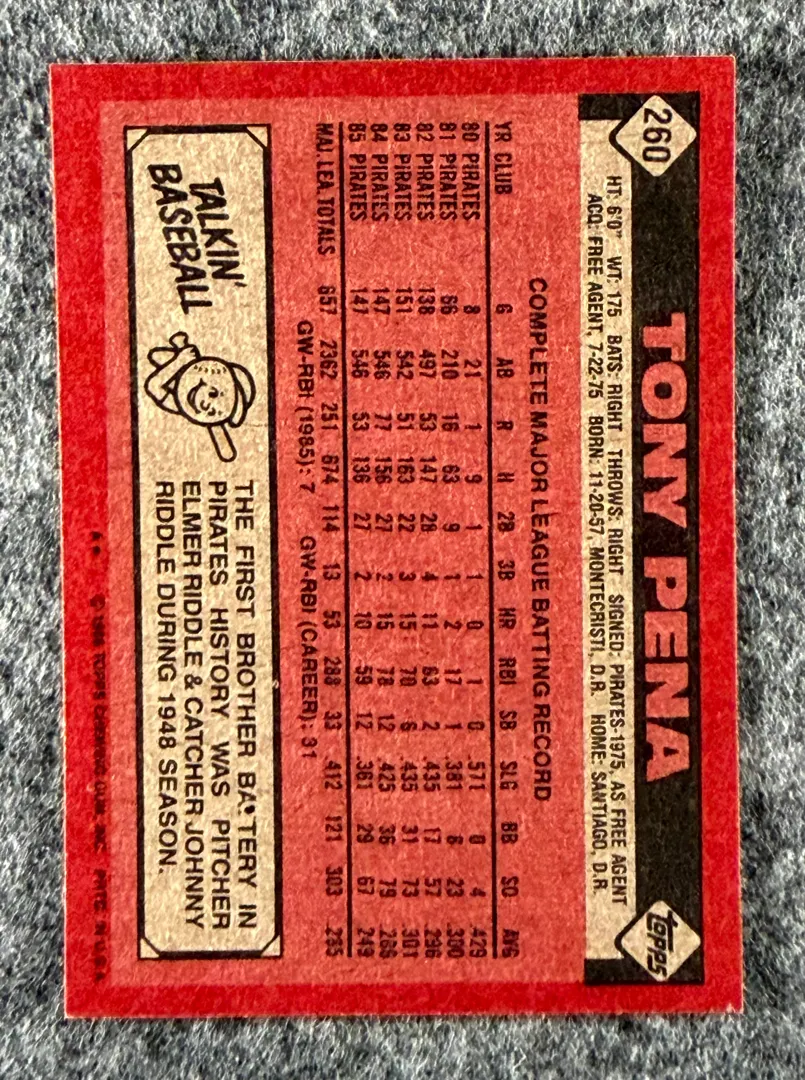 260
TONY PENA
TOPPS
HT: 6'0" WT: 175 BATS: RIGHT THROWS: RIGHT SIGNED: PIRATES-1975, AS FREE AGENT
ACQ: FREE AGENT, 7-22-75 BORN: 11-20-57, MONTECRISTI, D.R. HOME: SANTIAGO, D.R.
COMPLETE MAJOR LEAGUE BATTING RECORD
YR CLUB G AB R H 2B 3B HR RBI SB SLG BB SO AVG
80 PIRATES 8 21 1 9 1 1 0 1 0 .571 0 4 .429
81 PIRATES 66 210 16 63 9 1 2 17 1 .381 8 23 .300
82 PIRATES 138 497 53 147 28 4 11 63 2 .435 17 57 .296
83 PIRATES 151 542 51 163 22 3 15 70 6 .435 31 73 .301
84 PIRATES 147 546 77 156 27 2 15 78 12 .425 36 79 .286
85 PIRATES 147 546 53 136 27 2 10 59 12 .361 29 67 .249
MAJ. LEA. TOTALS 657 2362 251 674 114 13 53 288 33 .412 121 303 .285
GW-RBI (1985): 7 GW-RBI (CAREER): 31
TALKIN'
BASEBALL
THE FIRST BROTHER BATTERY IN
PIRATES HISTORY WAS PITCHER
ELMER RIDDLE & CATCHER JOHNNY
RIDDLE DURING 1948 SEASON.
© 1986 TOPPS CHEWING GUM, INC. PRTD. IN U.S.A.